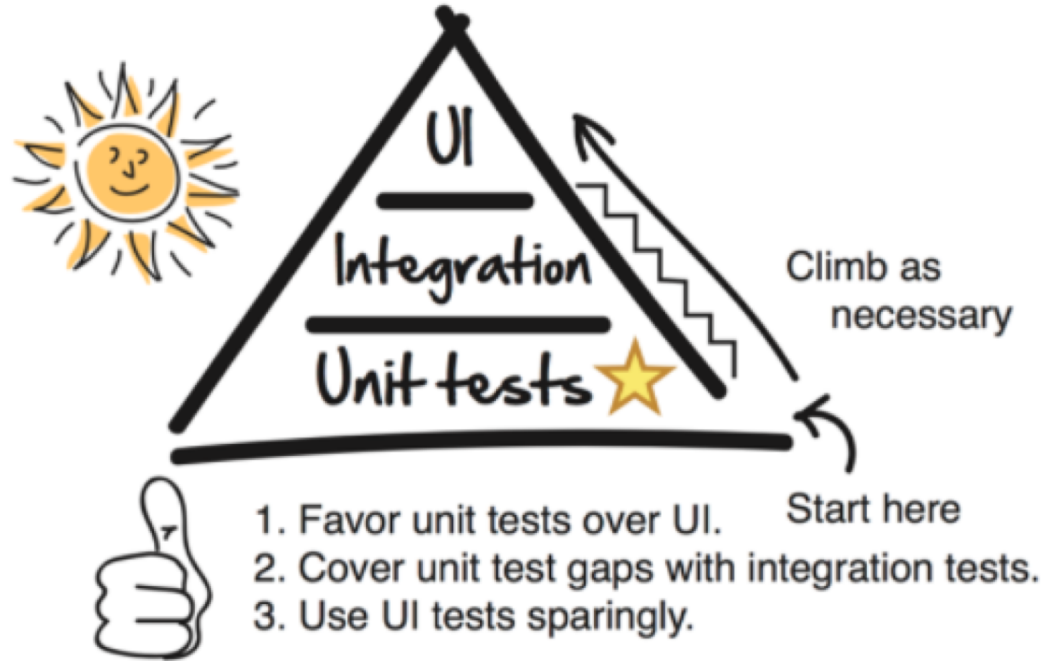 UI
Integration
Unit tests
Climb as
necessary
Start here
1. Favor unit tests over UI.
2. Cover unit test gaps with integration tests.
3. Use UI tests sparingly.